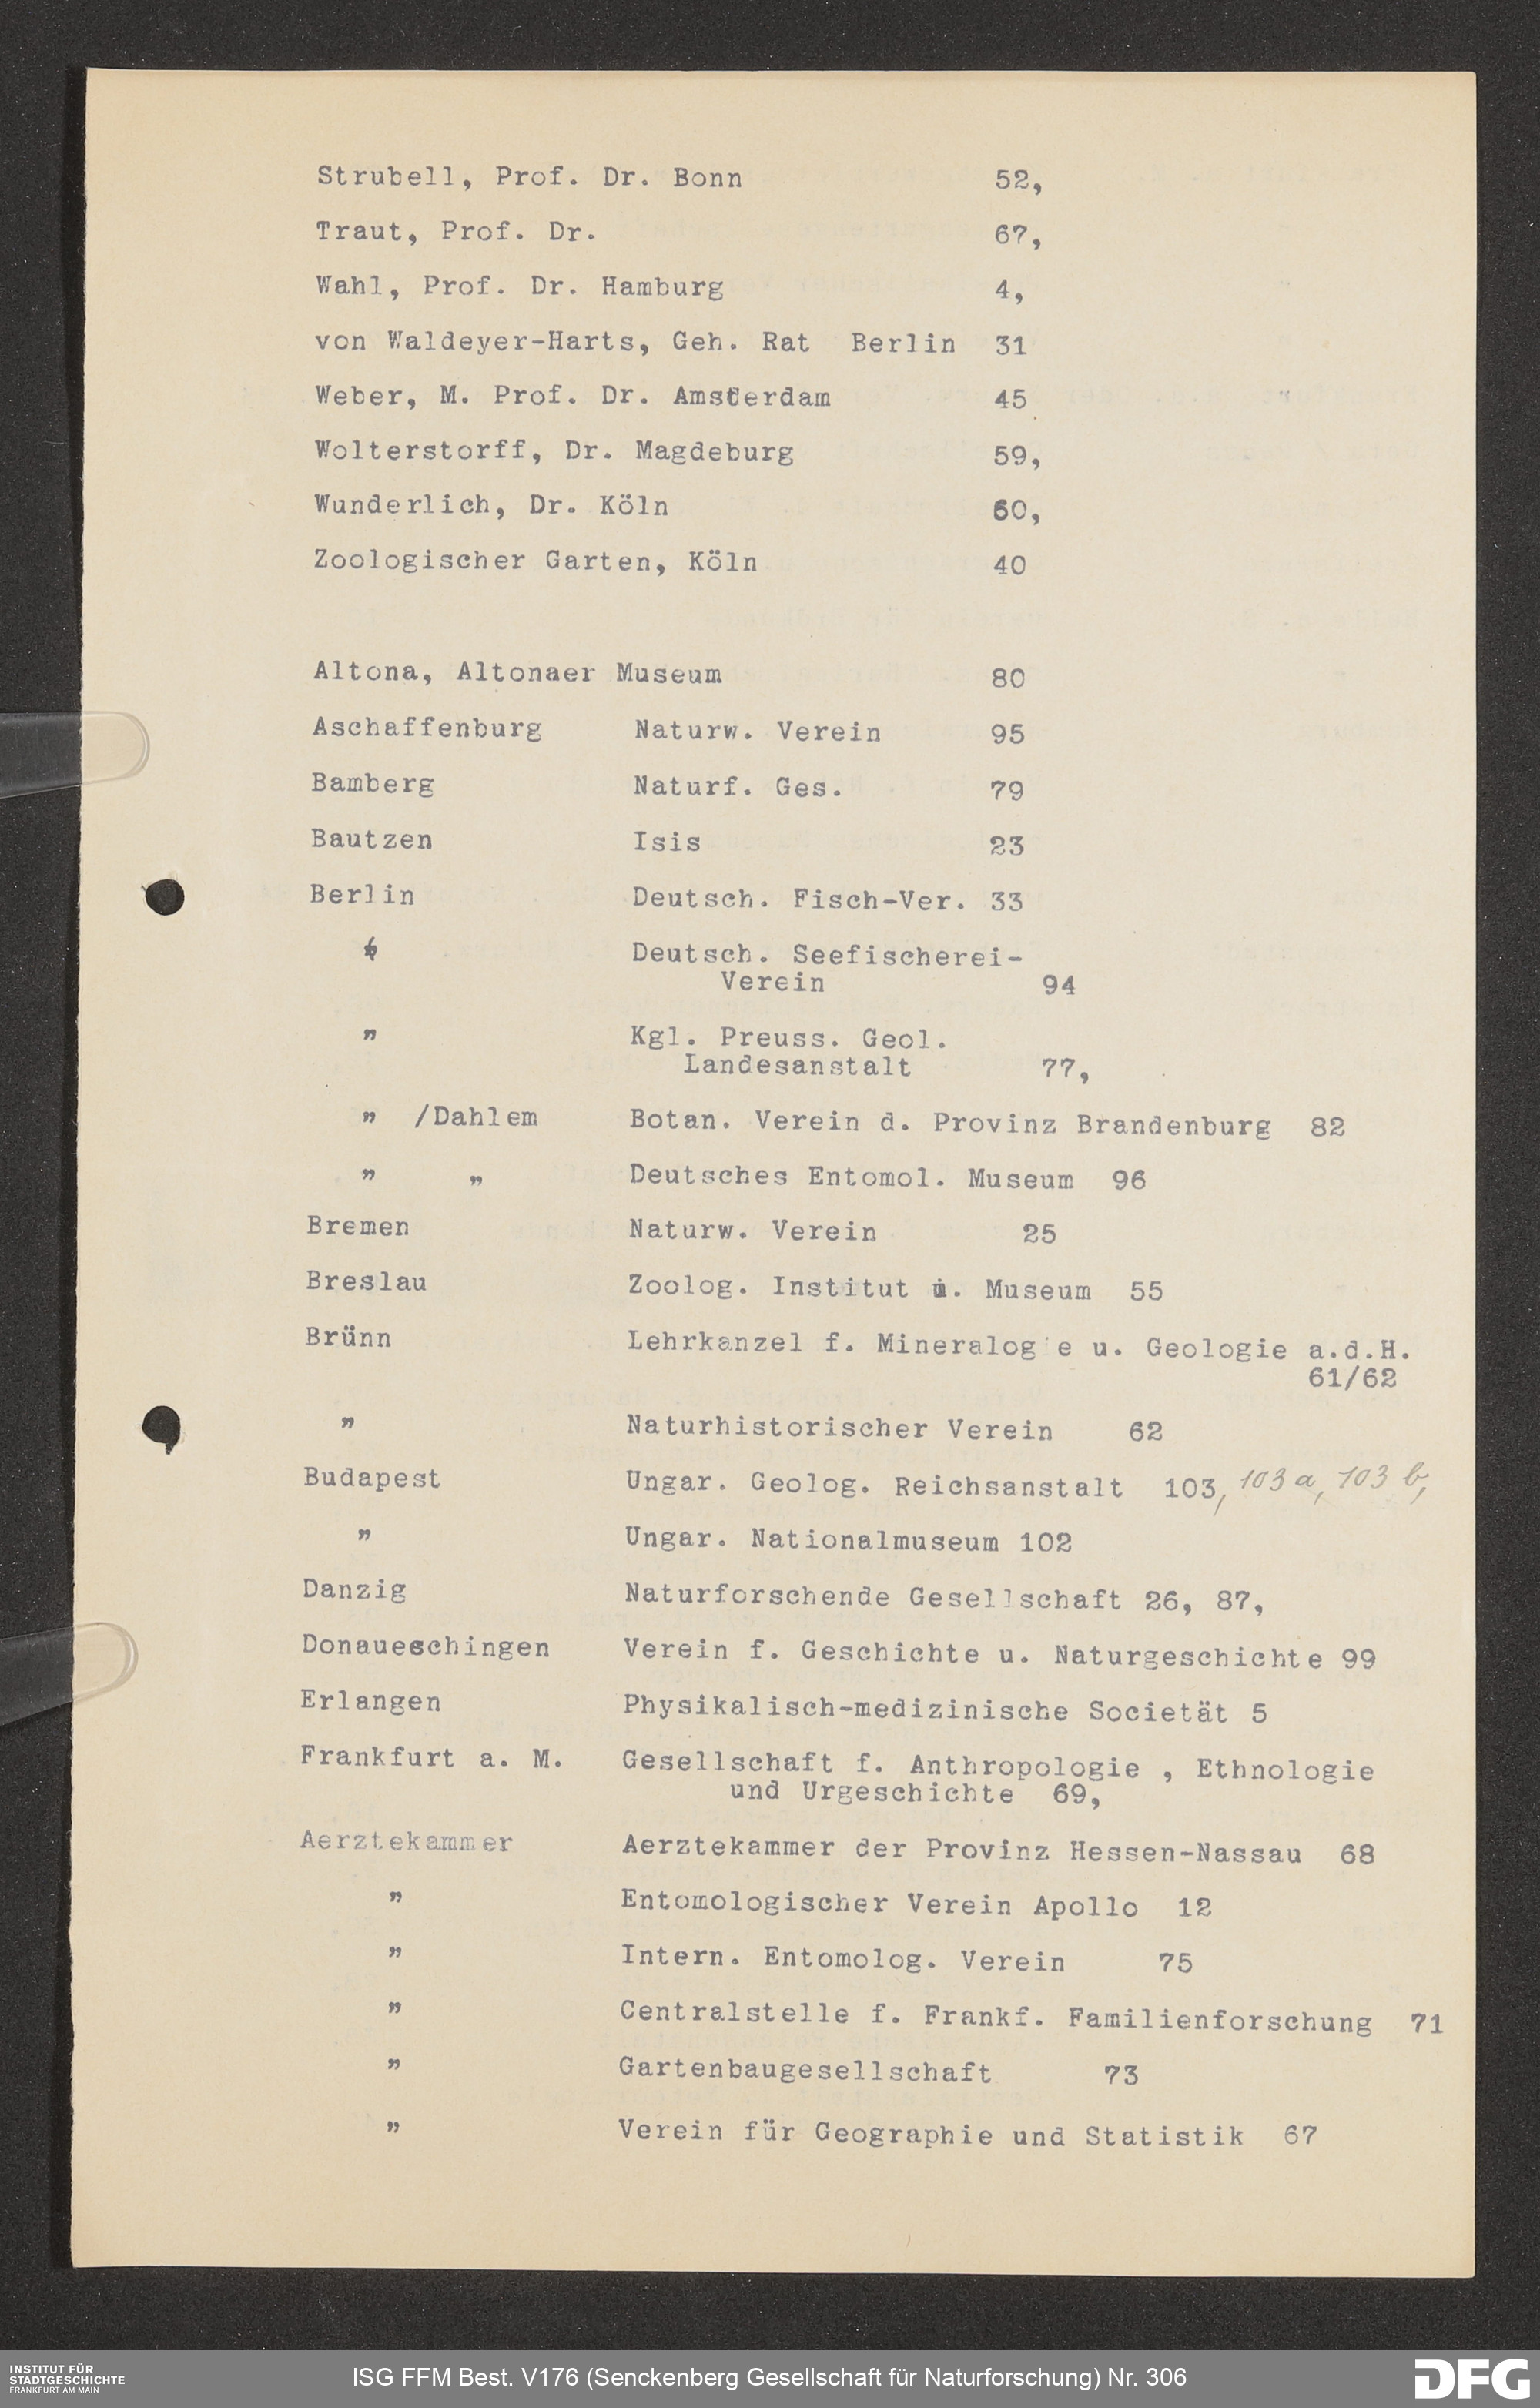 Strubell, Prof. Dr. Bonn 52,
Traut, Prof. Dr. 67,
Wahl, Prof. Dr. Hamburg 4,
von Waldeyer-Harts, Geh. Rat Berlin 31
Weber, M. Prof. Dr. Amsterdam 45
Wolterstorff, Dr. Magdeburg 59,
Wunderlich, Dr. Köln 60,
Zoologischer Garten, Köln 40
Altona, Altonaer Museum 80
Aschaffenburg Naturw. Verein 95
Bamberg Naturf. Ges. 79
Bautzen Isis 23
Berlin Deutsch. Fisch-Ver. 33
Deutsch. Seefischerei-
Verein 94
" Kgl. Preuss. Geol.
Landesanstalt 77,
" /Dahlem Botan. Verein d. Provinz Brandenburg 82
" " Deutsches Entomol. Museum 96
Bremen Naturw. Verein 25
Breslau Zoolog. Institut u. Museum 55
Brünn Lehrkanzel f. Mineralog e u. Geologie a.d.H.
61/62
" Naturhistorischer Verein 62
Budapest Ungar. Geolog. Reichsanstalt 103, 103 a, 103 b,
" Ungar. Nationalmuseum 102
Danzig Naturforschende Gesellschaft 26, 87,
Donaueschingen Verein f. Geschichte u. Naturgeschichte 99
Erlangen Physikalisch-medizinische Societät 5
Frankfurt a. M. Gesellschaft f. Anthropologie , Ethnologie
und Urgeschichte 69,
Aerztekammer Aerztekammer der Provinz Hessen-Nassau 68
" Entomologischer Verein Apollo 12
" Intern. Entomolog. Verein 75
" Centralstelle f. Frankf. Familienforschung 71
" Gartenbaugesellschaft 73
" Verein für Geographie und Statistik 67
INSTITUT FÜR
STADTGESCHICHTE
FRANKFURT AM MAIN
ISG FFM Best. V176 (Senckenberg Gesellschaft für Naturforschung) Nr. 306
DFG